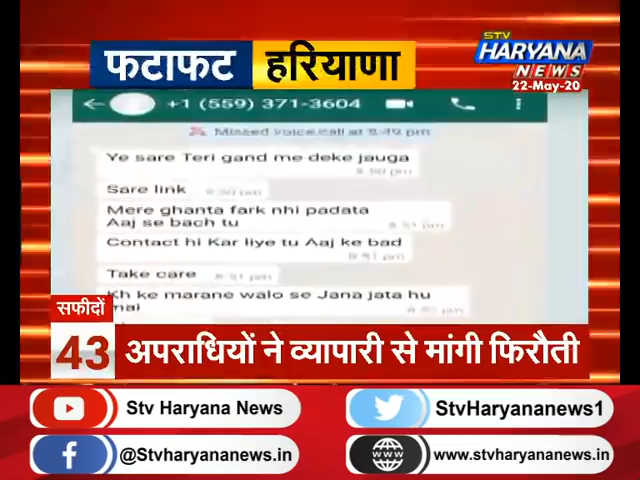 फटाफट हरियाणा
STV
HARYANA
NEWS
22-May-20
+1 (559) 371-3604
Missed voice call at 8:49 pm
Ye sare Teri gand me deke jauga
8:50 pm
Sare link 8:50 pm
Mere ghanta fark nhi padata
Aaj se bach tu 8:51 pm
Contact hi Kar liye tu Aaj ke bad
8:51 pm
Take care 8:51 pm
Kh ke marane walo se Jana jata hu
mai
सफीदों
43 अपराधियों ने व्यापारी से मांगी फिरौती
Stv Haryana News
StvHaryananews1
@Stvharyananews.in
www.stvharyananews.in